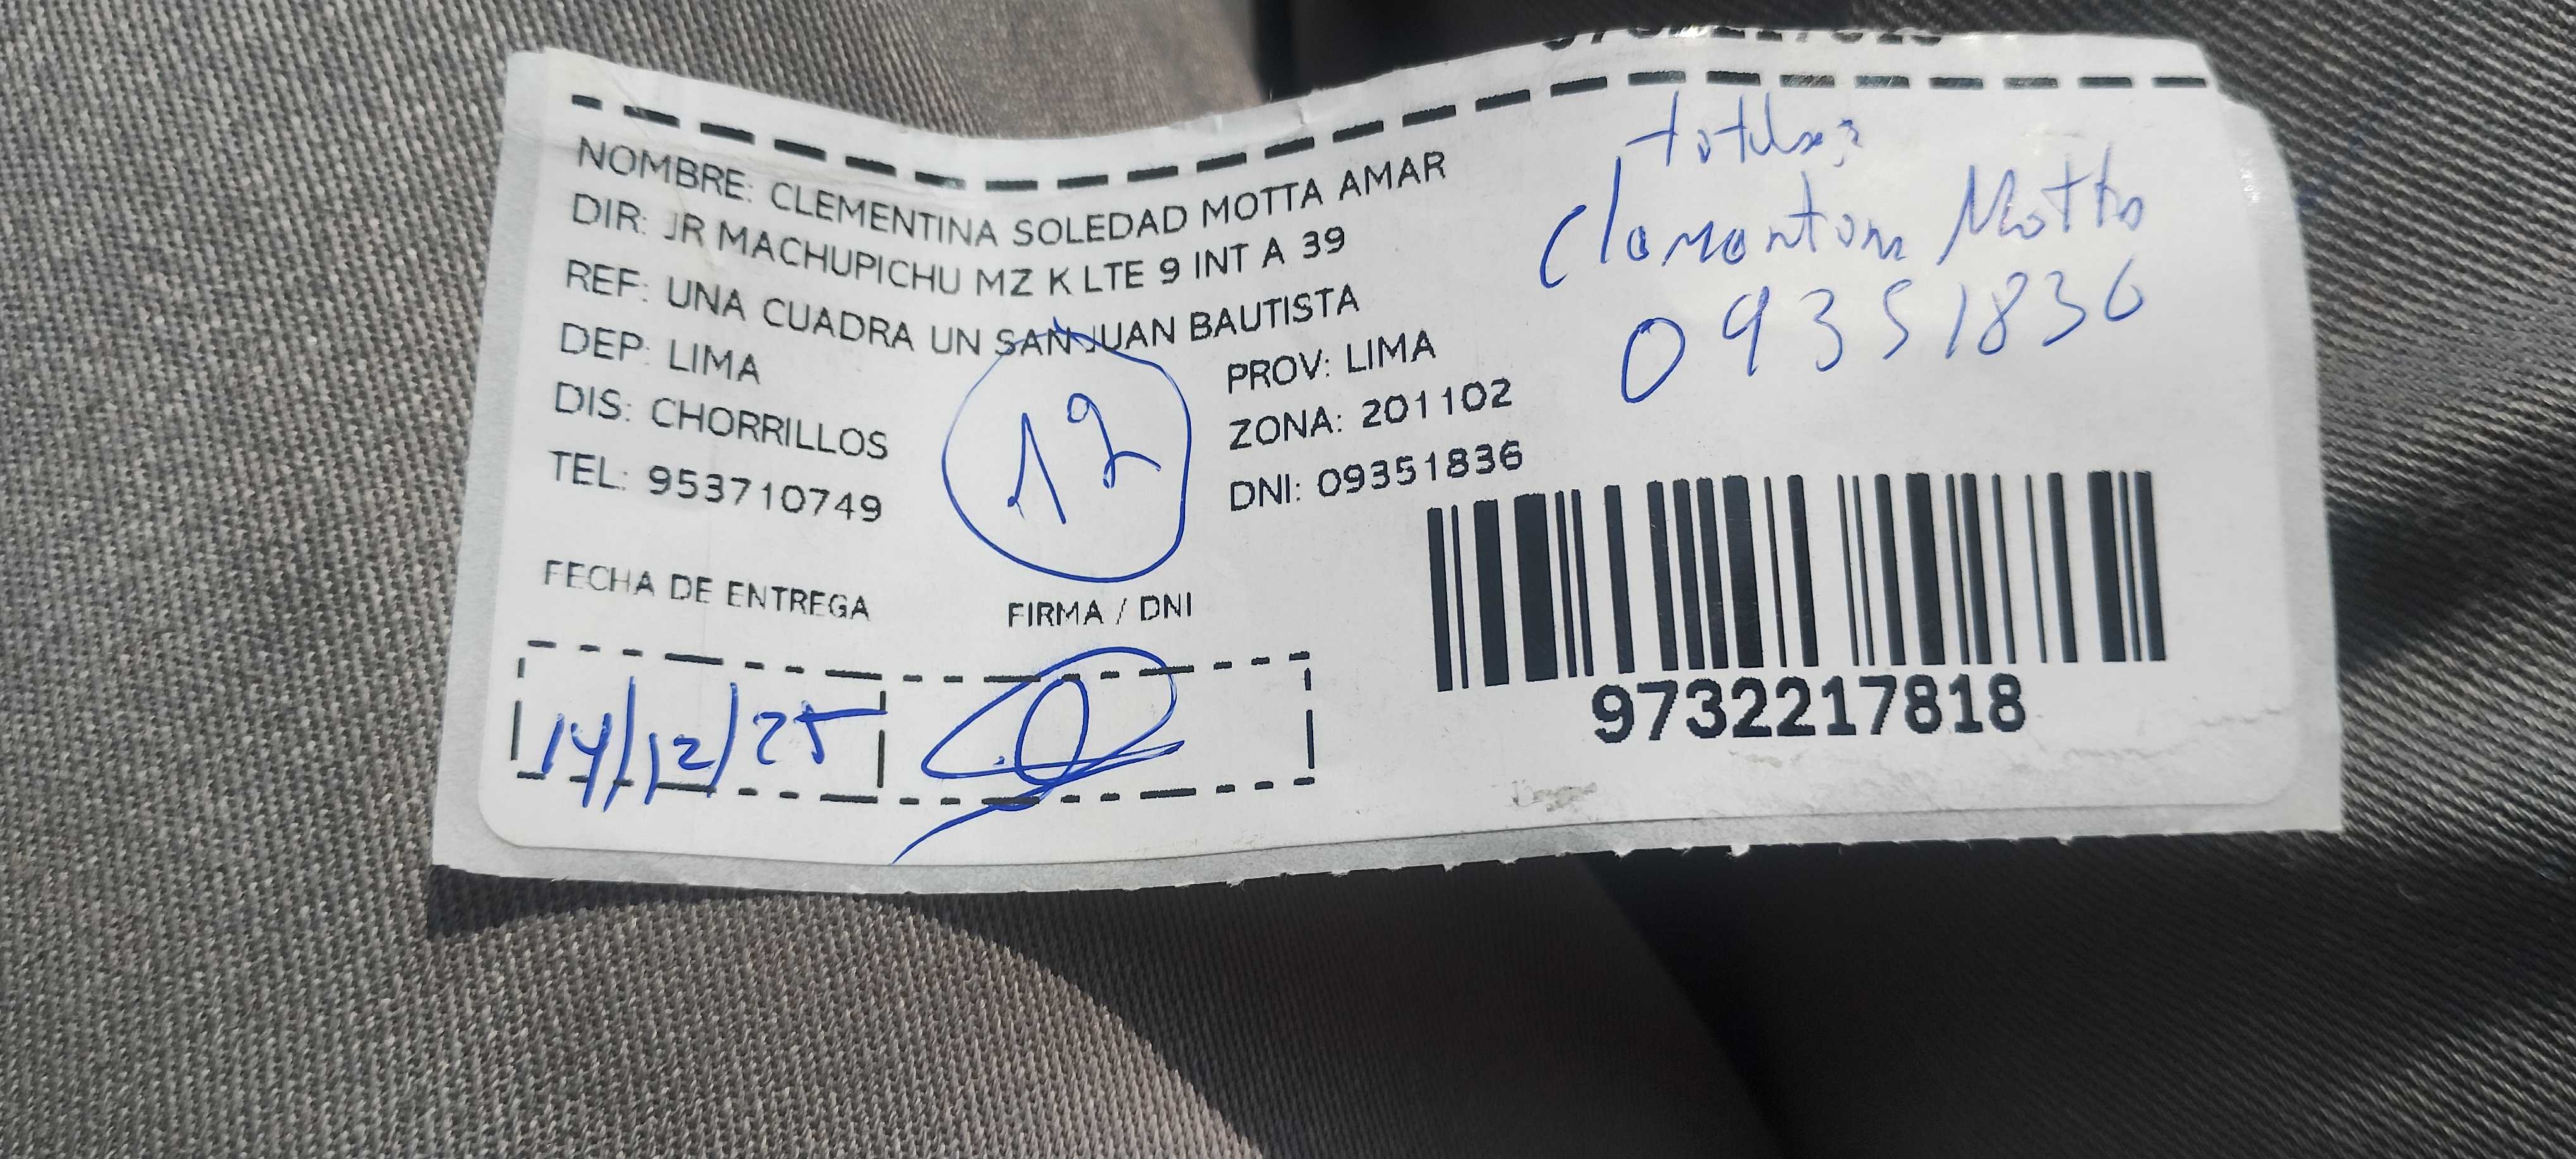 NOMBRE: CLEMENTINA SOLEDAD MOTTA AMAR
DIR: JR MACHUPICHU MZ K LTE 9 INT A 39
REF: UNA CUADRA UN SAN JUAN BAUTISTA
DEP: LIMA
PROV: LIMA
DIS: CHORRILLOS
ZONA: 201102
TEL: 953710749
DNI: 09351836
12
FECHA DE ENTREGA
FIRMA / DNI
14/12/25
Motta
09351836
9732217818